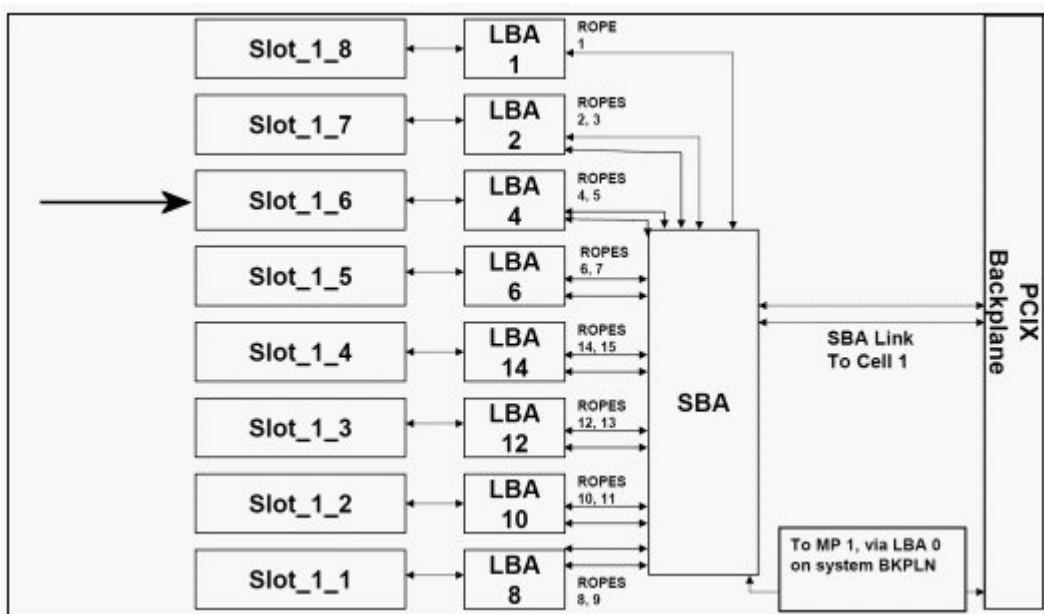 Slot_1_8
LBA
1
ROPE
1
Slot_1_7
LBA
2
ROPES
2, 3
Slot_1_6
LBA
4
ROPES
4, 5
Slot_1_5
LBA
6
ROPES
6, 7
Slot_1_4
LBA
14
ROPES
14, 15
Slot_1_3
LBA
12
ROPES
12, 13
Slot_1_2
LBA
10
ROPES
10, 11
Slot_1_1
LBA
8
ROPES
8, 9
SBA
SBA Link
To Cell 1
To MP 1, via LBA 0
on system BKPLN
PCIX
Backplane